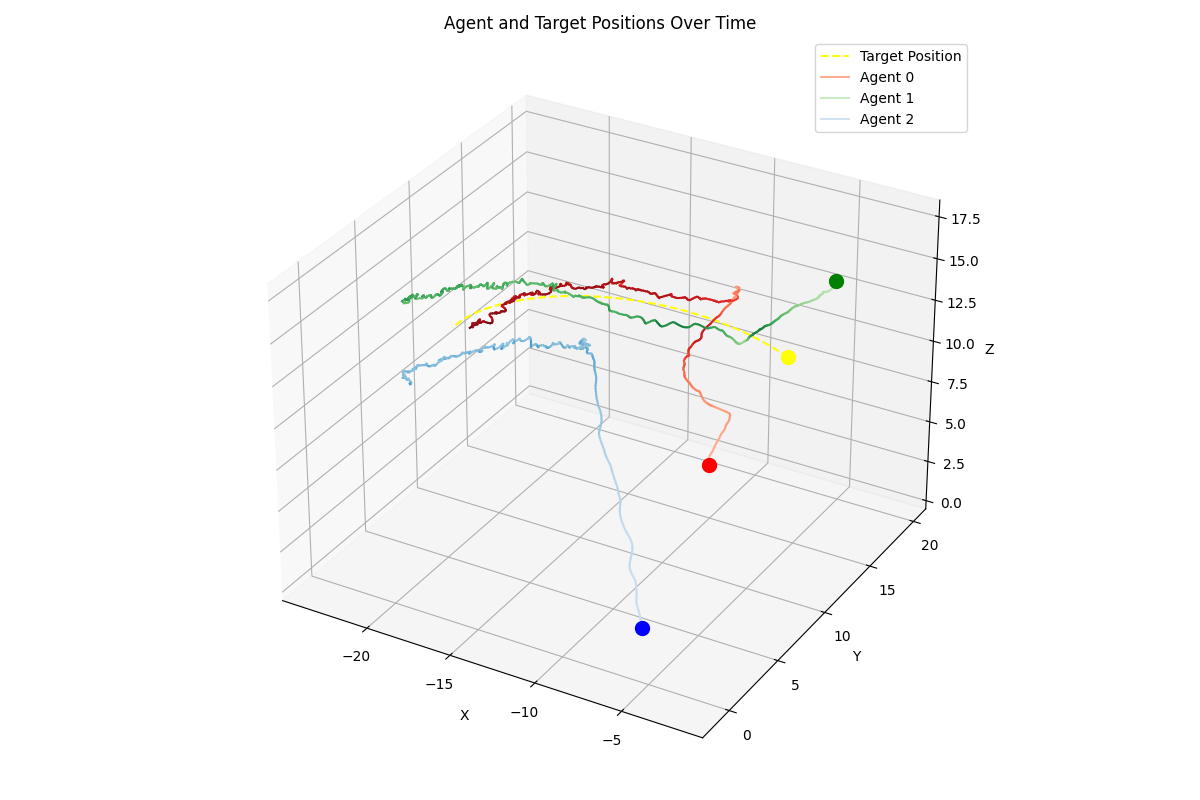 Agent and Target Positions Over Time
Target Position
Agent 0
Agent 1
Agent 2
17.5
15.0
12.5
10.0
7.5
5.0
2.5
0.0
Z
20
15
10
5
0
Y
−20
−15
−10
−5
X